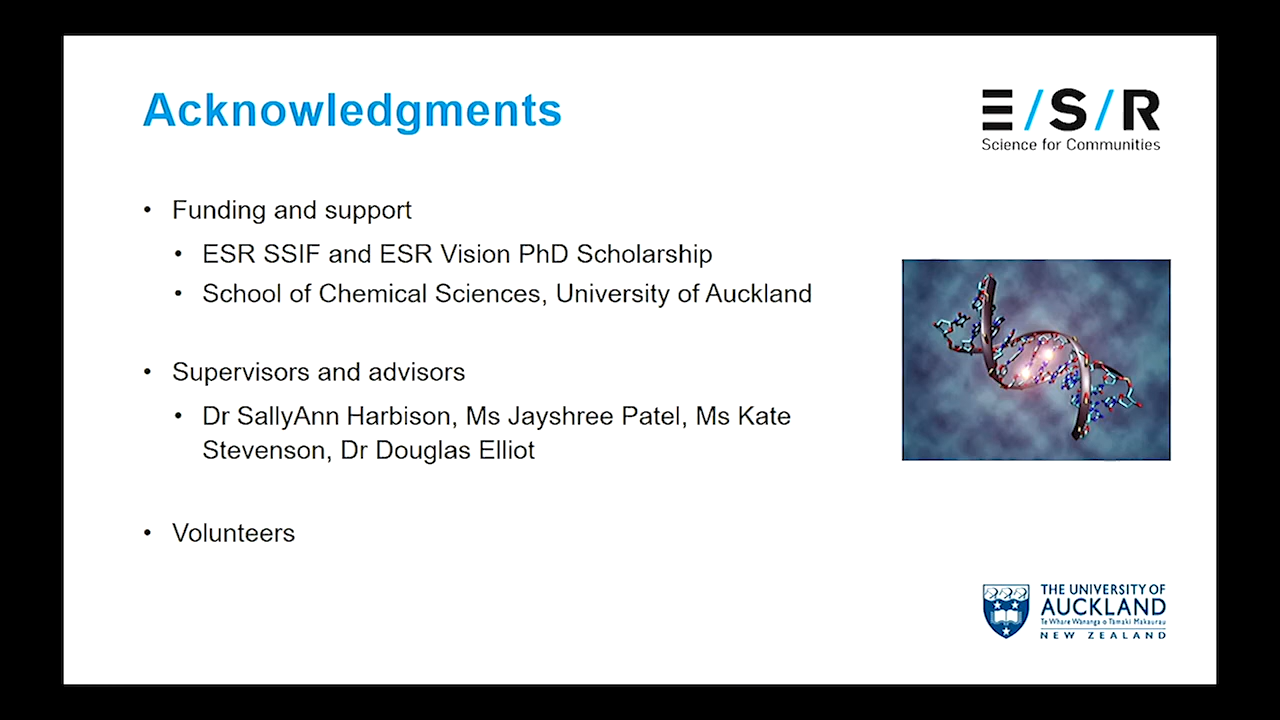 Acknowledgments
E/S/R
Science for Communities
• Funding and support
• ESR SSIF and ESR Vision PhD Scholarship
• School of Chemical Sciences, University of Auckland
• Supervisors and advisors
• Dr SallyAnn Harbison, Ms Jayshree Patel, Ms Kate
Stevenson, Dr Douglas Elliot
• Volunteers
THE UNIVERSITY OF
AUCKLAND
Te Whare Wānanga o Tāmaki Makaurau
NEW ZEALAND